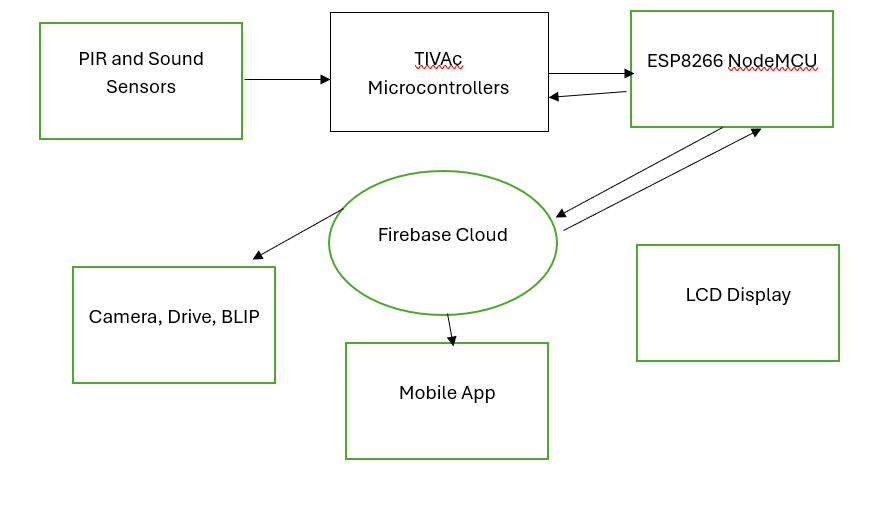 PIR and Sound
Sensors
TIVAc
Microcontrollers
ESP8266 NodeMCU
Firebase Cloud
LCD Display
Camera, Drive, BLIP
Mobile App